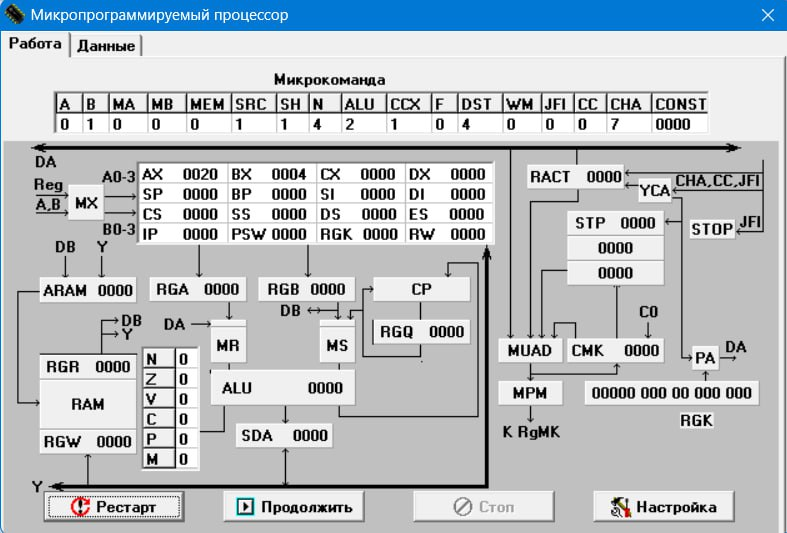 Микропрограммируемый процессор
Работа Данные
Микрокоманда
A B MA MB MEM SRC SH N ALU CCX F DST WM JFI CC CHA CONST
0 1 0 0 0 1 1 4 2 1 0 4 0 0 0 7 0000
DA
A0-3 AX 0020 BX 0004 CX 0000 DX 0000
Reg SP 0000 BP 0000 SI 0000 DI 0000
A,B MX CS 0000 SS 0000 DS 0000 ES 0000
B0-3 IP 0000 PSW 0000 RGK 0000 RW 0000
RACT 0000
YCA CHA,CC,JFI
STP 0000 STOP JFI
0000
0000
DB Y
ARAM 0000 RGA 0000 RGB 0000 CP
DB
DA
RGQ 0000
C0
DB
Y
MR MS MUAD CMK 0000 PA DA
RGR 0000
RAM
RGW 0000
N 0
Z 0
V 0
C 0
P 0
M 0
ALU 0000
SDA 0000
MPM 00000 000 00 000 000
K RgMK RGK
Y
Рестарт Продолжить Стоп Настройка